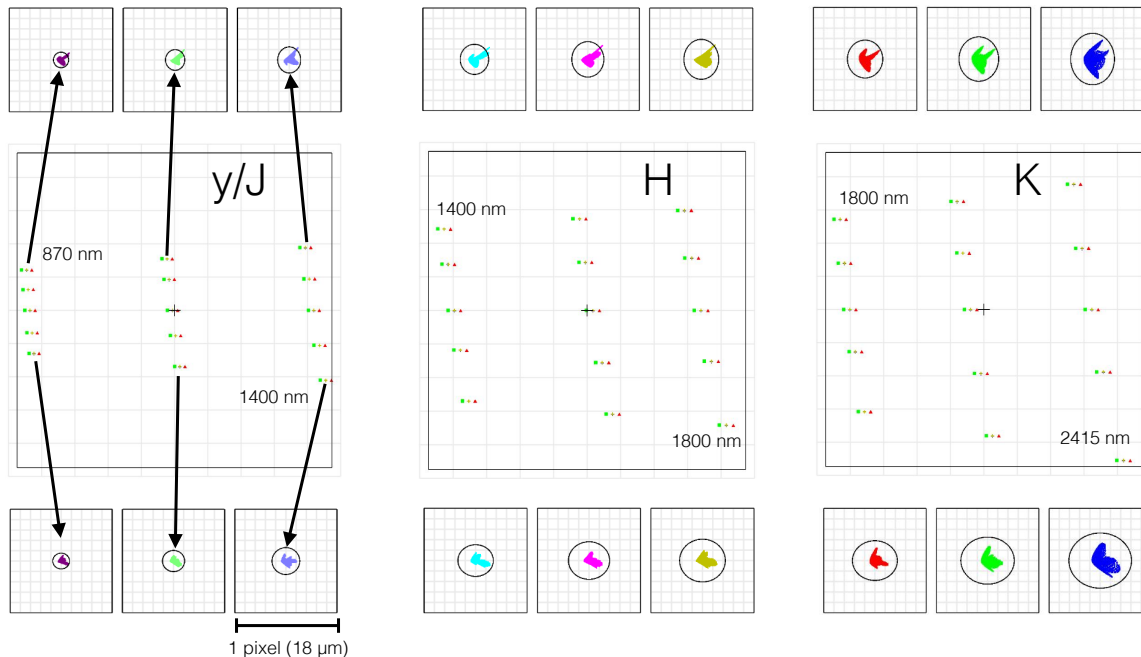 y/J
H
K
870 nm
1400 nm
1400 nm
1800 nm
1800 nm
2415 nm
1 pixel (18 μm)